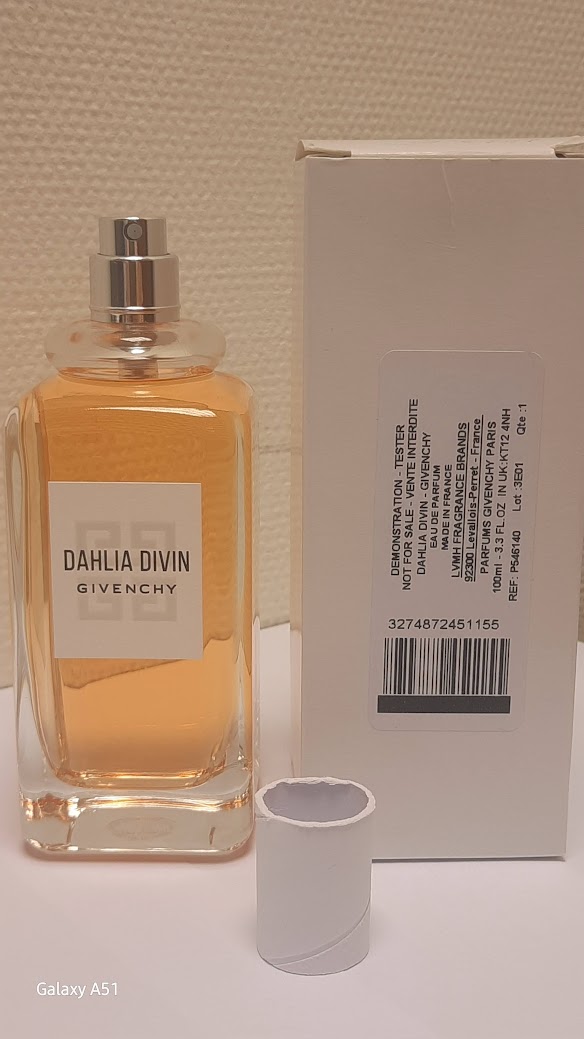 DAHLIA DIVIN
GIVENCHY
DEMONSTRATION - TESTER
NOT FOR SALE - VENTE INTERDITE
DAHLIA DIVIN - GIVENCHY
EAU DE PARFUM
MADE IN FRANCE
LVMH FRAGRANCE BRANDS
92300 Levallois-Perret - France
PARFUMS GIVENCHY PARIS
100ml - 3.3 FL.OZ IN UK:KT12 4NH
REF: P546140 Lot :3E01 Qte :1
3274872451155
Galaxy A51